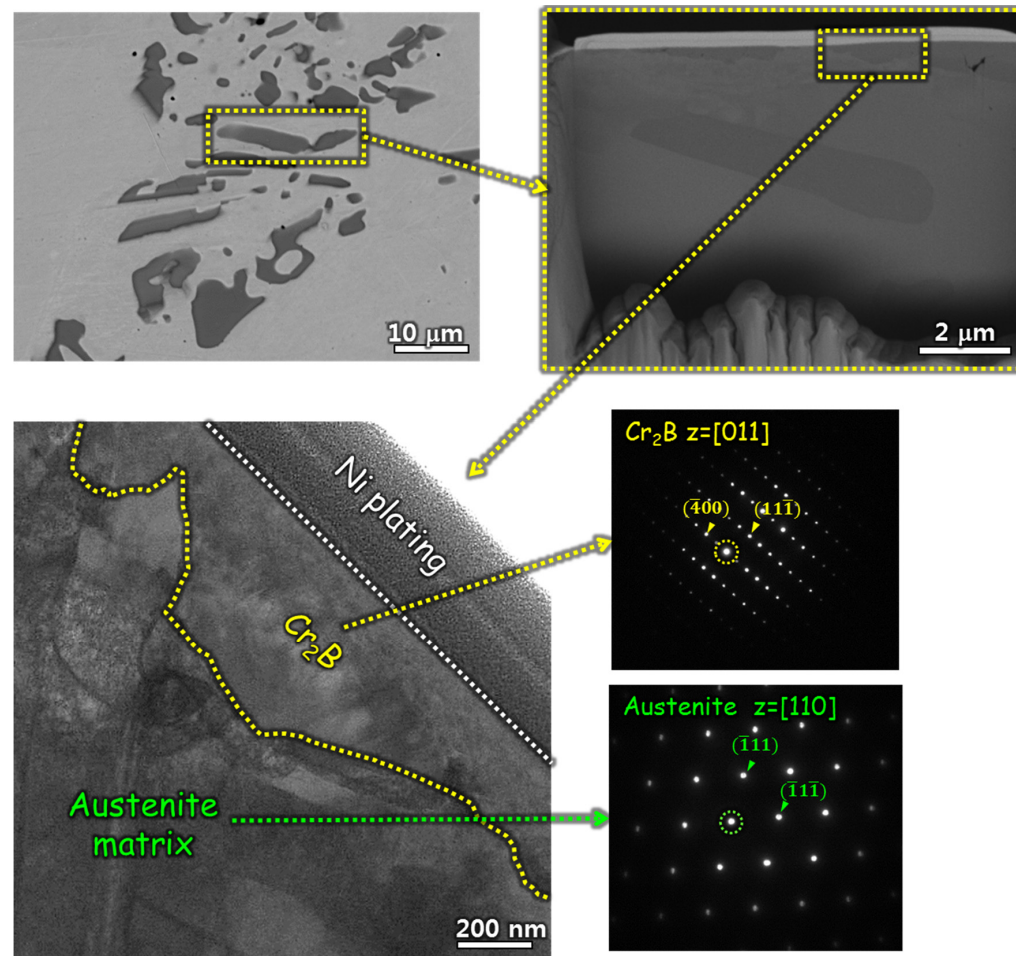 10 μm
2 μm
Ni plating
Cr₂B
Austenite
matrix
200 nm
Cr₂B z=[011]
(4̅00)
(111̅)
Austenite z=[110]
(1̅11)
(1̅11̅)